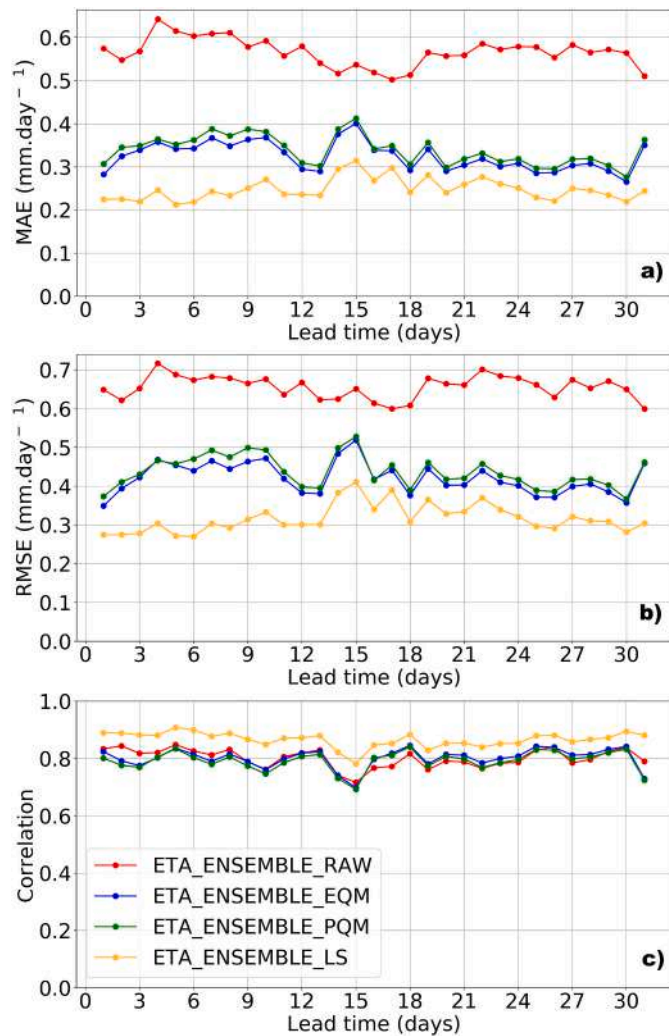 0.6
0.5
0.4
0.3
0.2
0.1
0.0
MAE (mm.day⁻¹)
a)
0 3 6 9 12 15 18 21 24 27 30
Lead time (days)
0.7
0.6
0.5
0.4
0.3
0.2
0.1
0.0
RMSE (mm.day⁻¹)
b)
0 3 6 9 12 15 18 21 24 27 30
Lead time (days)
1.0
0.8
0.6
0.4
0.2
0.0
Correlation
ETA_ENSEMBLE_RAW
ETA_ENSEMBLE_EQM
ETA_ENSEMBLE_PQM
ETA_ENSEMBLE_LS
c)
0 3 6 9 12 15 18 21 24 27 30
Lead time (days)